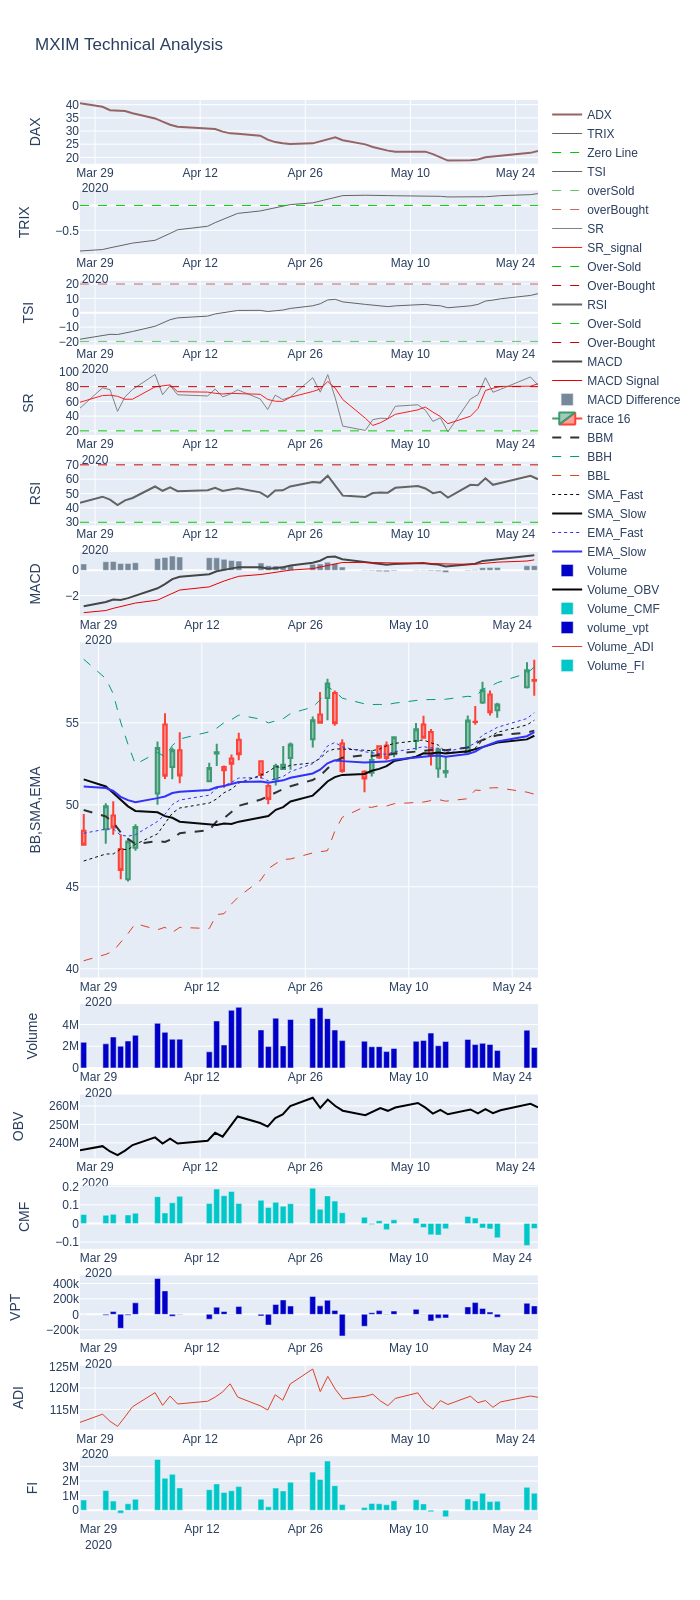 MXIM Technical Analysis
DAX
40
35
30
25
20
Mar 29
2020
Apr 12
Apr 26
May 10
May 24
TRIX
0
−0.5
Mar 29
2020
Apr 12
Apr 26
May 10
May 24
TSI
20
10
0
−10
−20
Mar 29
2020
Apr 12
Apr 26
May 10
May 24
SR
100
80
60
40
20
Mar 29
2020
Apr 12
Apr 26
May 10
May 24
RSI
70
60
50
40
30
Mar 29
2020
Apr 12
Apr 26
May 10
May 24
MACD
0
−2
Mar 29
2020
Apr 12
Apr 26
May 10
May 24
BB,SMA,EMA
55
50
45
40
Mar 29
2020
Apr 12
Apr 26
May 10
May 24
Volume
4M
2M
0
Mar 29
2020
Apr 12
Apr 26
May 10
May 24
OBV
260M
250M
240M
Mar 29
2020
Apr 12
Apr 26
May 10
May 24
CMF
0.2
0.1
0
−0.1
Mar 29
2020
Apr 12
Apr 26
May 10
May 24
VPT
400k
200k
0
−200k
Mar 29
2020
Apr 12
Apr 26
May 10
May 24
ADI
125M
120M
115M
Mar 29
2020
Apr 12
Apr 26
May 10
May 24
FI
3M
2M
1M
0
Mar 29
2020
Apr 12
Apr 26
May 10
May 24
ADX
TRIX
Zero Line
TSI
overSold
overBought
SR
SR_signal
Over-Sold
Over-Bought
RSI
Over-Sold
Over-Bought
MACD
MACD Signal
MACD Difference
trace 16
BBM
BBH
BBL
SMA_Fast
SMA_Slow
EMA_Fast
EMA_Slow
Volume
Volume_OBV
Volume_CMF
volume_vpt
Volume_ADI
Volume_FI